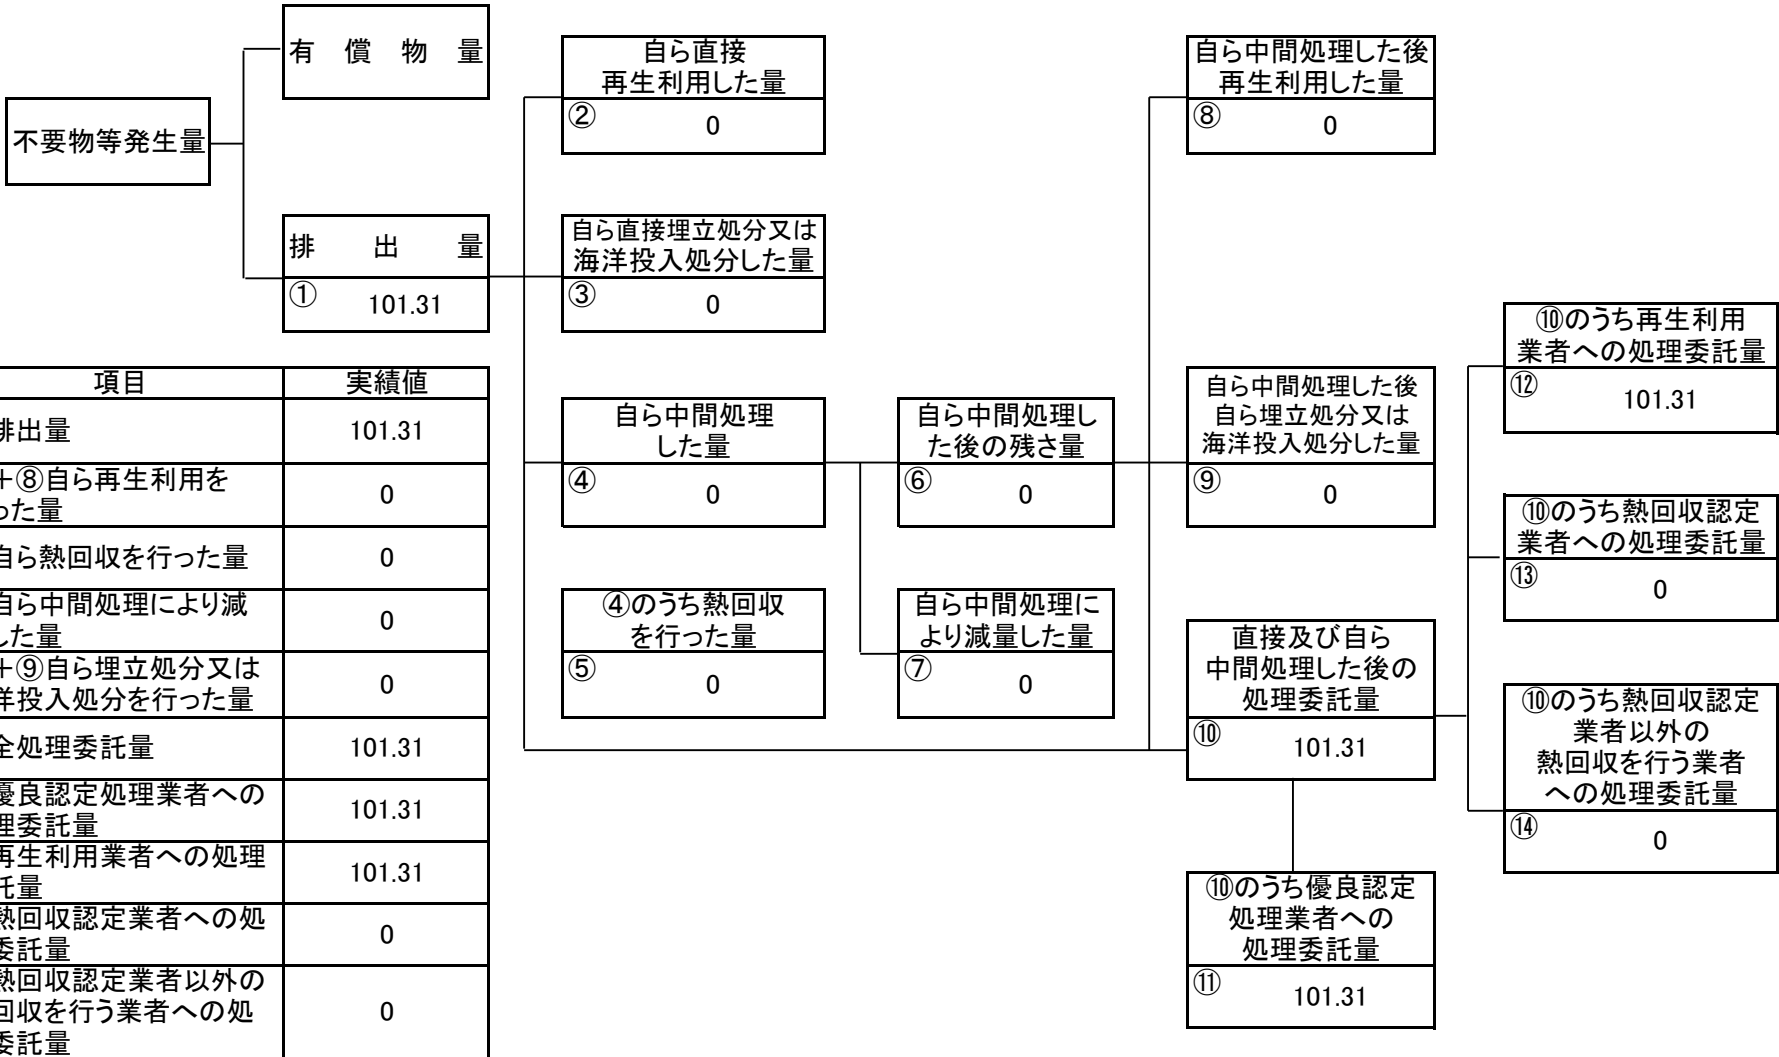 不要物等発生量
有償物量
排出量
① 101.31
自ら直接
再生利用した量
② 0
自ら直接埋立処分又は
海洋投入処分した量
③ 0
自ら中間処理
した量
④ 0
④のうち熱回収
を行った量
⑤ 0
自ら中間処理し
た後の残さ量
⑥ 0
自ら中間処理に
より減量した量
⑦ 0
自ら中間処理した後
再生利用した量
⑧ 0
自ら中間処理した後
自ら埋立処分又は
海洋投入処分した量
⑨ 0
直接及び自ら
中間処理した後の
処理委託量
⑩ 101.31
⑩のうち優良認定
処理業者への
処理委託量
⑪ 101.31
⑩のうち再生利用
業者への処理委託量
⑫ 101.31
⑩のうち熱回収認定
業者への処理委託量
⑬ 0
⑩のうち熱回収認定
業者以外の
熱回収を行う業者
への処理委託量
⑭ 0
項目 実績値
排出量 101.31
+⑧自ら再生利用を
った量 0
自ら熱回収を行った量 0
自ら中間処理により減
した量 0
+⑨自ら埋立処分又は
洋投入処分を行った量 0
全処理委託量 101.31
優良認定処理業者への
理委託量 101.31
再生利用業者への処理
託量 101.31
熱回収認定業者への処
委託量 0
熱回収認定業者以外の
回収を行う業者への処
委託量 0